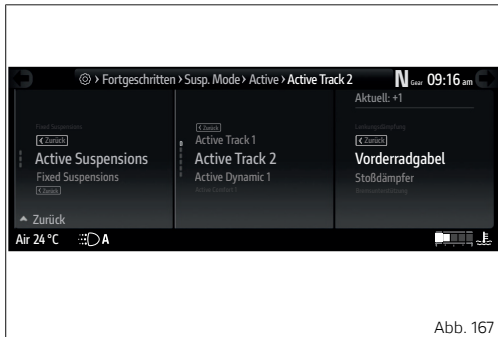 Fortgeschritten > Susp. Mode > Active > Active Track 2
N Gear 09:16 am
Fixed Suspensions
< Zurück
Active Suspensions
Fixed Suspensions
< Zurück
Zurück
< Zurück
Active Track 1
Active Track 2
Active Dynamic 1
Active Comfort 1
Aktuell: +1
Lenkungsdämpfung
< Zurück
Vorderradgabel
Stoßdämpfer
Air 24 °C
A
Abb. 167